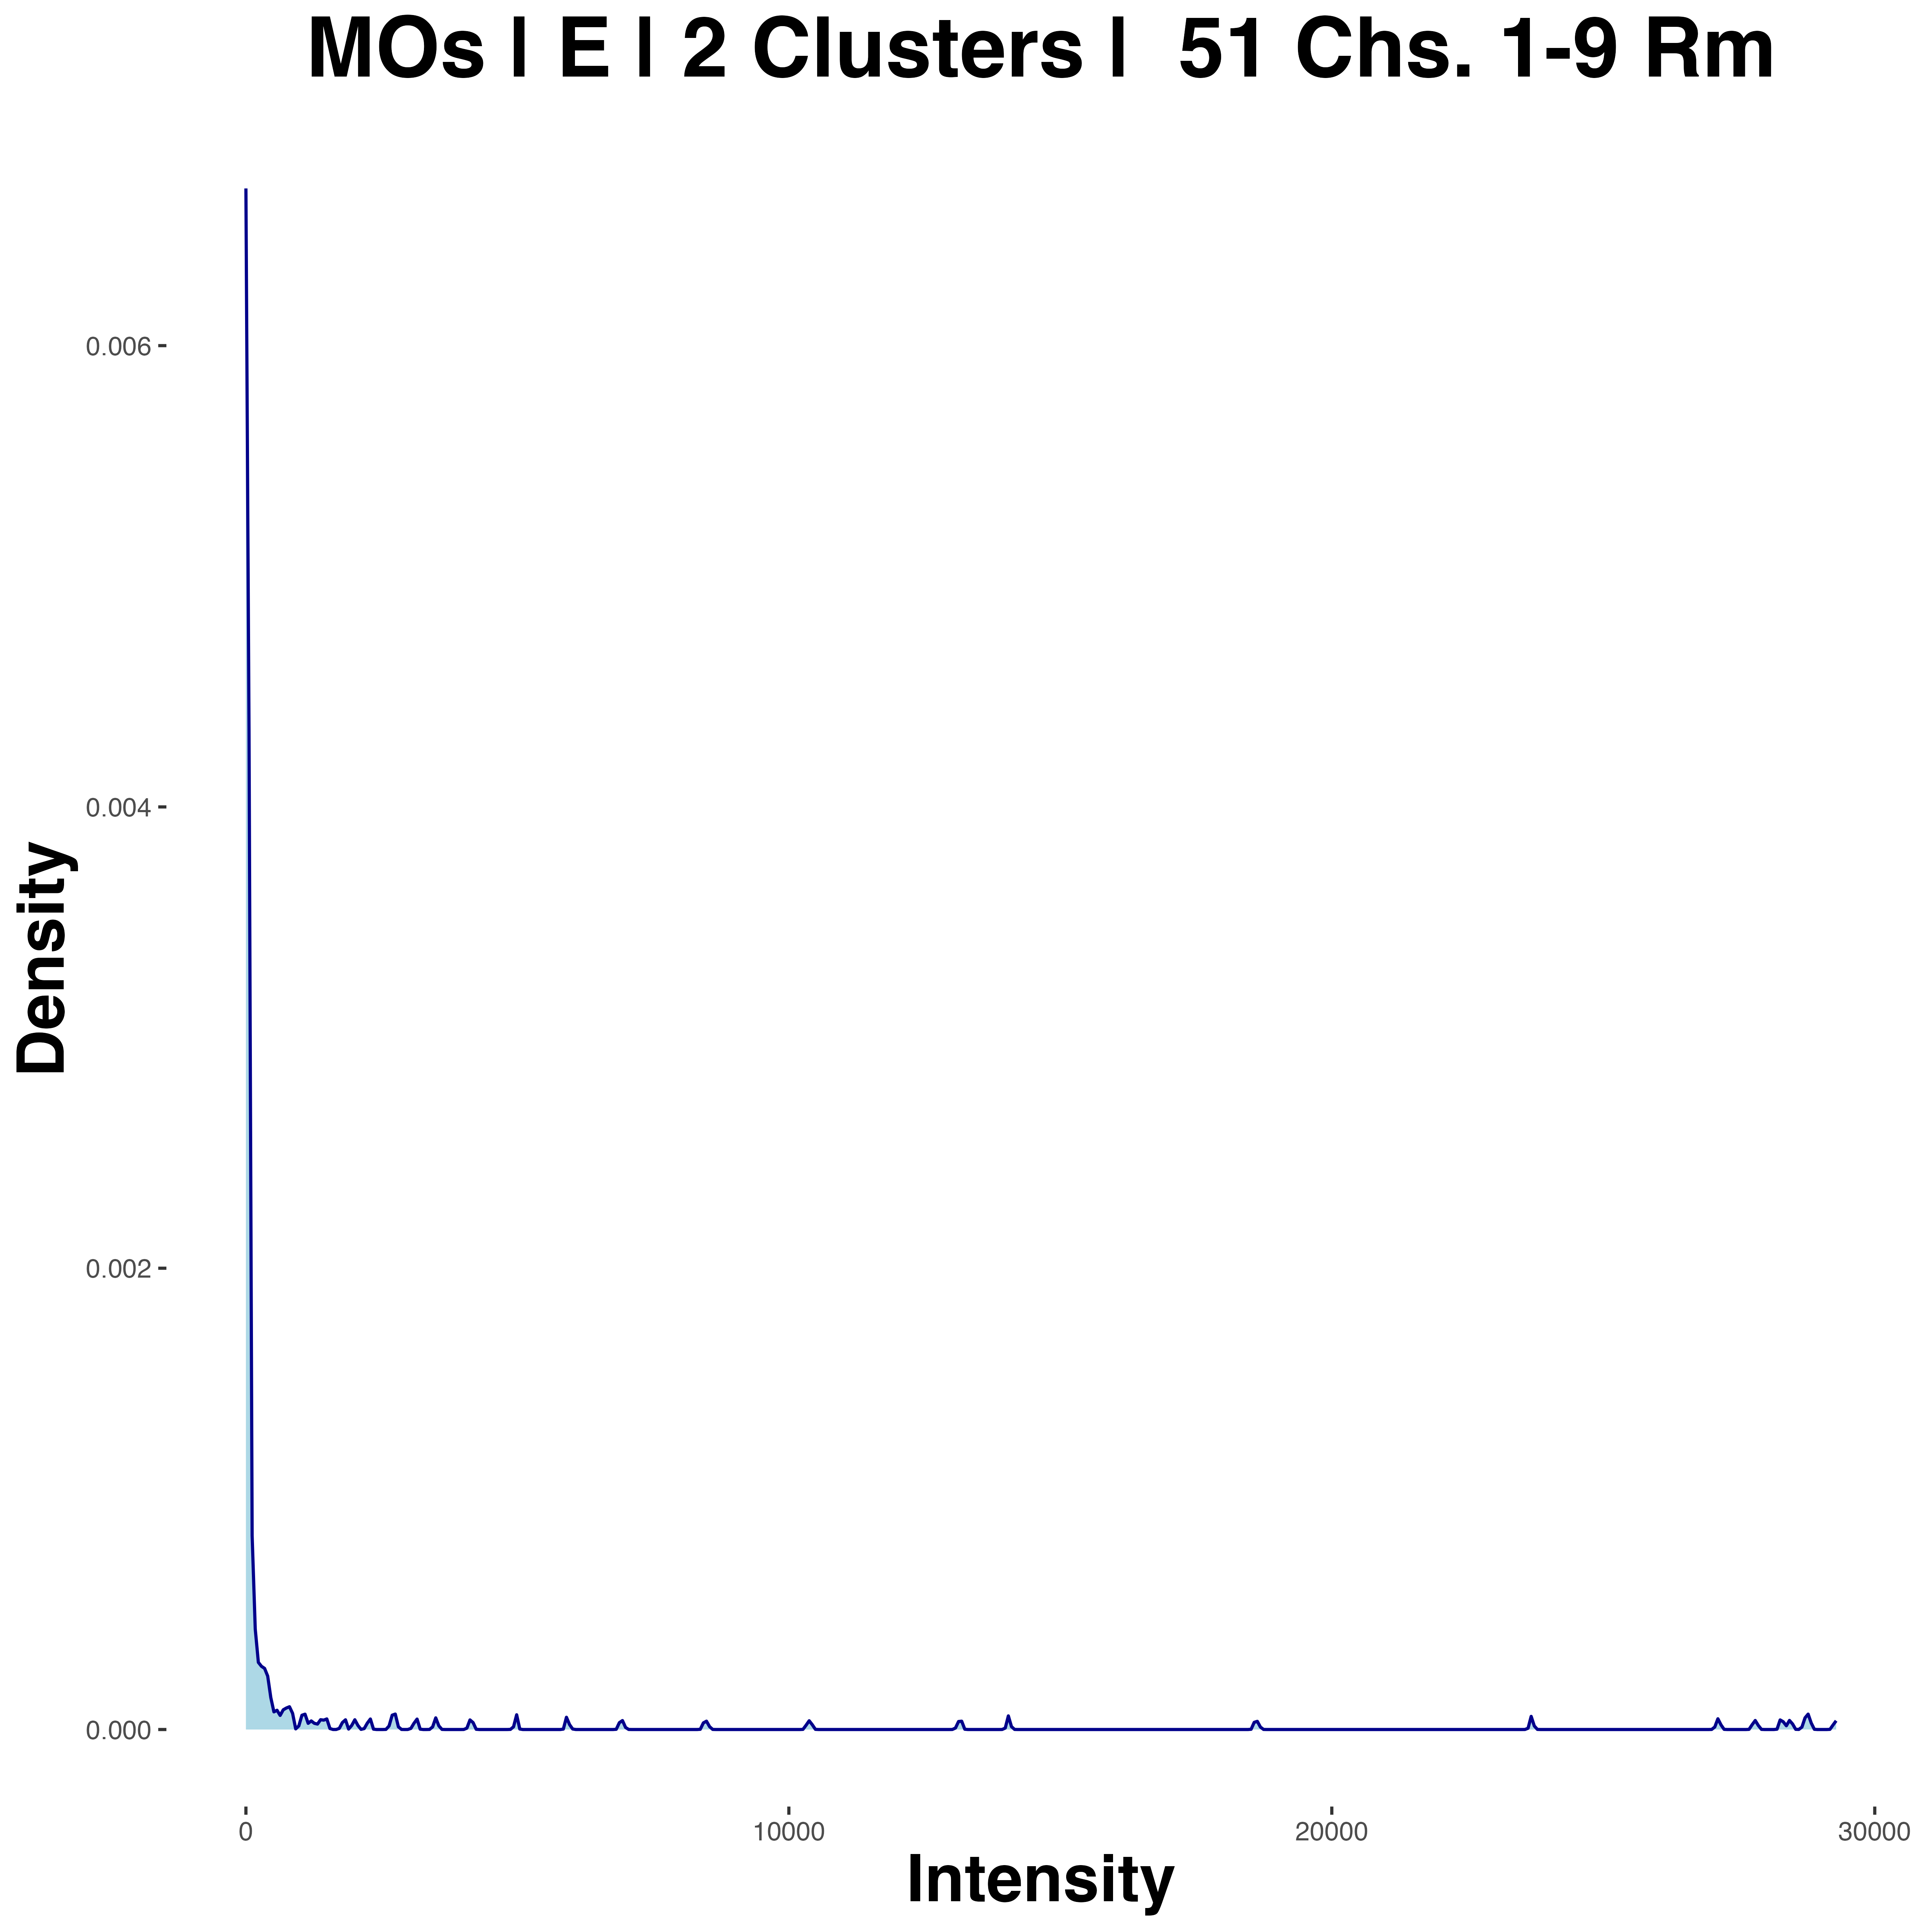 MOs | E | 2 Clusters |  51 Chs. 1-9 Rm
0.006
0.004
Density
0.002
0.000
0 10000 20000 30000
Intensity